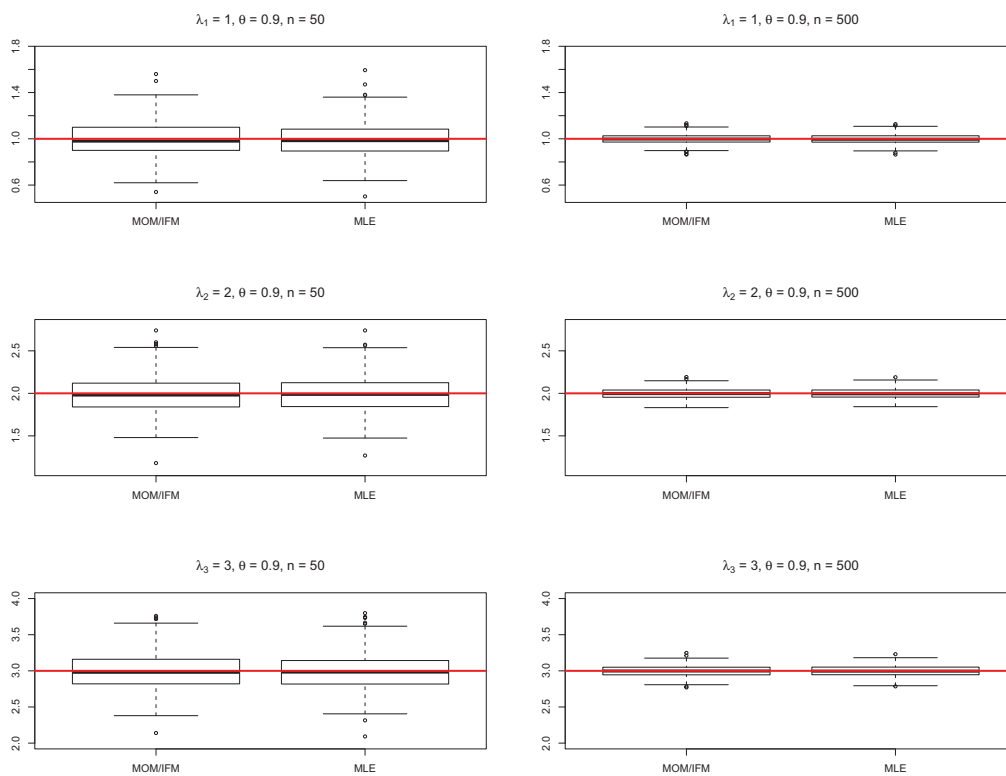 λ₁ = 1, θ = 0.9, n = 50
1.8
1.4
1.0
0.6
MOM/IFM MLE
λ₁ = 1, θ = 0.9, n = 500
1.8
1.4
1.0
0.6
MOM/IFM MLE
λ₂ = 2, θ = 0.9, n = 50
2.5
2.0
1.5
MOM/IFM MLE
λ₂ = 2, θ = 0.9, n = 500
2.5
2.0
1.5
MOM/IFM MLE
λ₃ = 3, θ = 0.9, n = 50
4.0
3.5
3.0
2.5
2.0
MOM/IFM MLE
λ₃ = 3, θ = 0.9, n = 500
4.0
3.5
3.0
2.5
2.0
MOM/IFM MLE